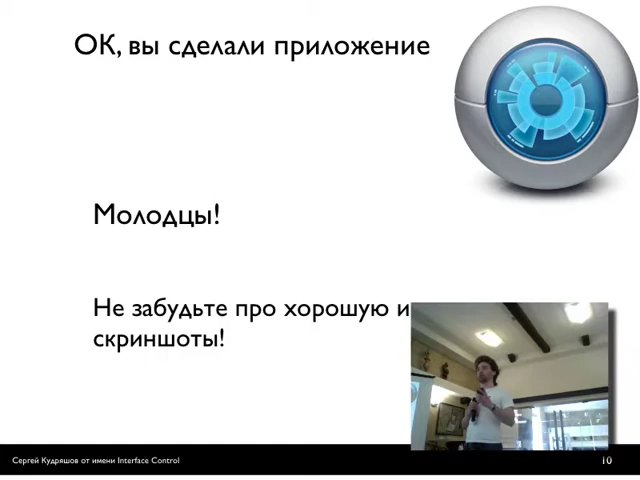 ОК, вы сделали приложение
Молодцы!
Не забудьте про хорошую
скриншоты!
Сергей Кудряшов от имени Interface Control
10